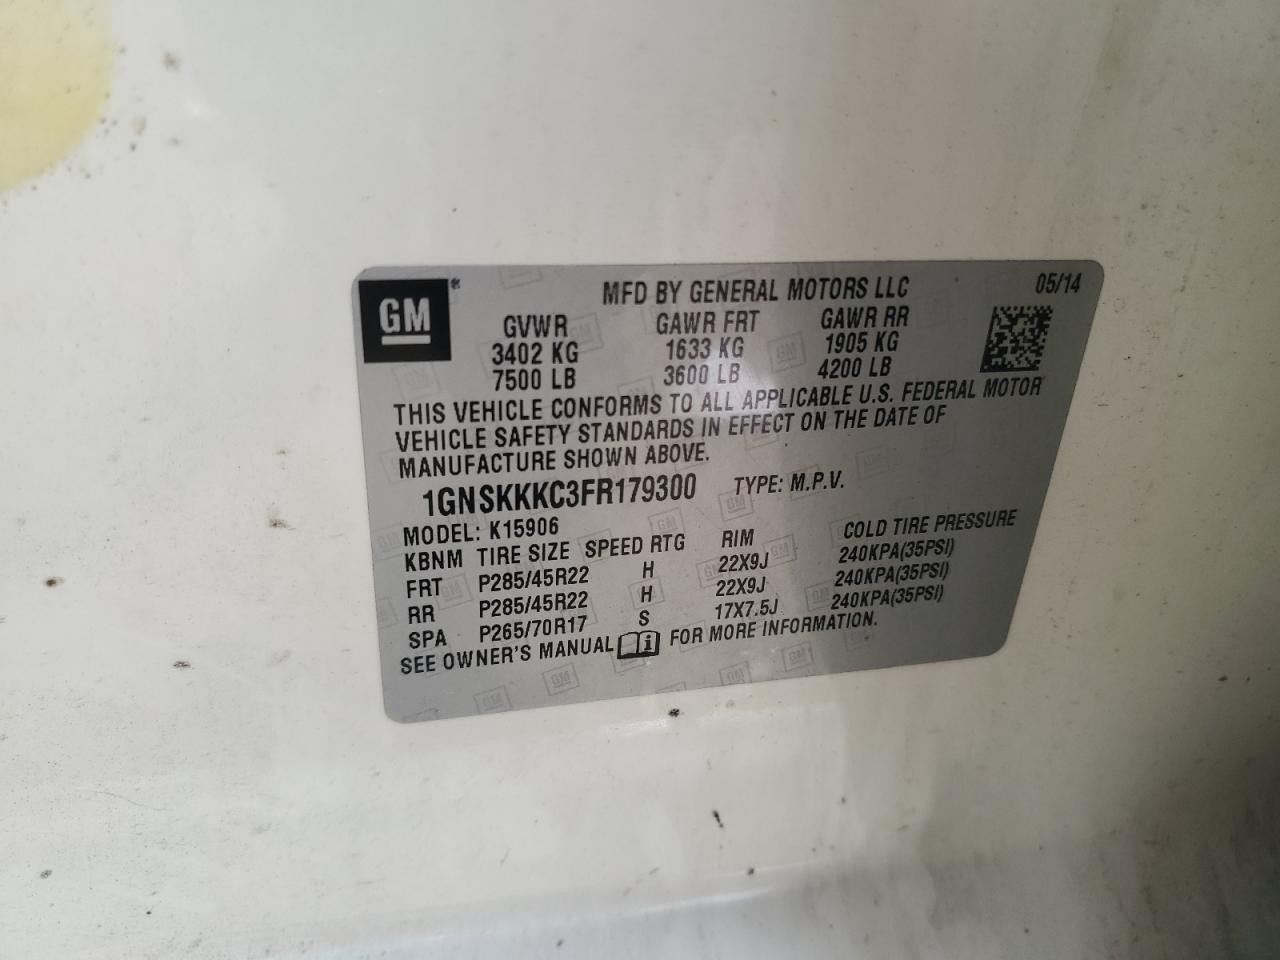 GM
MFD BY GENERAL MOTORS LLC 05/14
GVWR GAWR FRT GAWR RR
3402 KG 1633 KG 1905 KG
7500 LB 3600 LB 4200 LB
THIS VEHICLE CONFORMS TO ALL APPLICABLE U.S. FEDERAL MOTOR
VEHICLE SAFETY STANDARDS IN EFFECT ON THE DATE OF
MANUFACTURE SHOWN ABOVE.
1GNSKKKC3FR179300 TYPE: M.P.V.
MODEL: K15906
KBNM TIRE SIZE SPEED RTG RIM COLD TIRE PRESSURE
FRT P285/45R22 H 22X9J 240KPA(35PSI)
RR P285/45R22 H 22X9J 240KPA(35PSI)
SPA P265/70R17 S 17X7.5J 240KPA(35PSI)
SEE OWNER'S MANUAL FOR MORE INFORMATION.